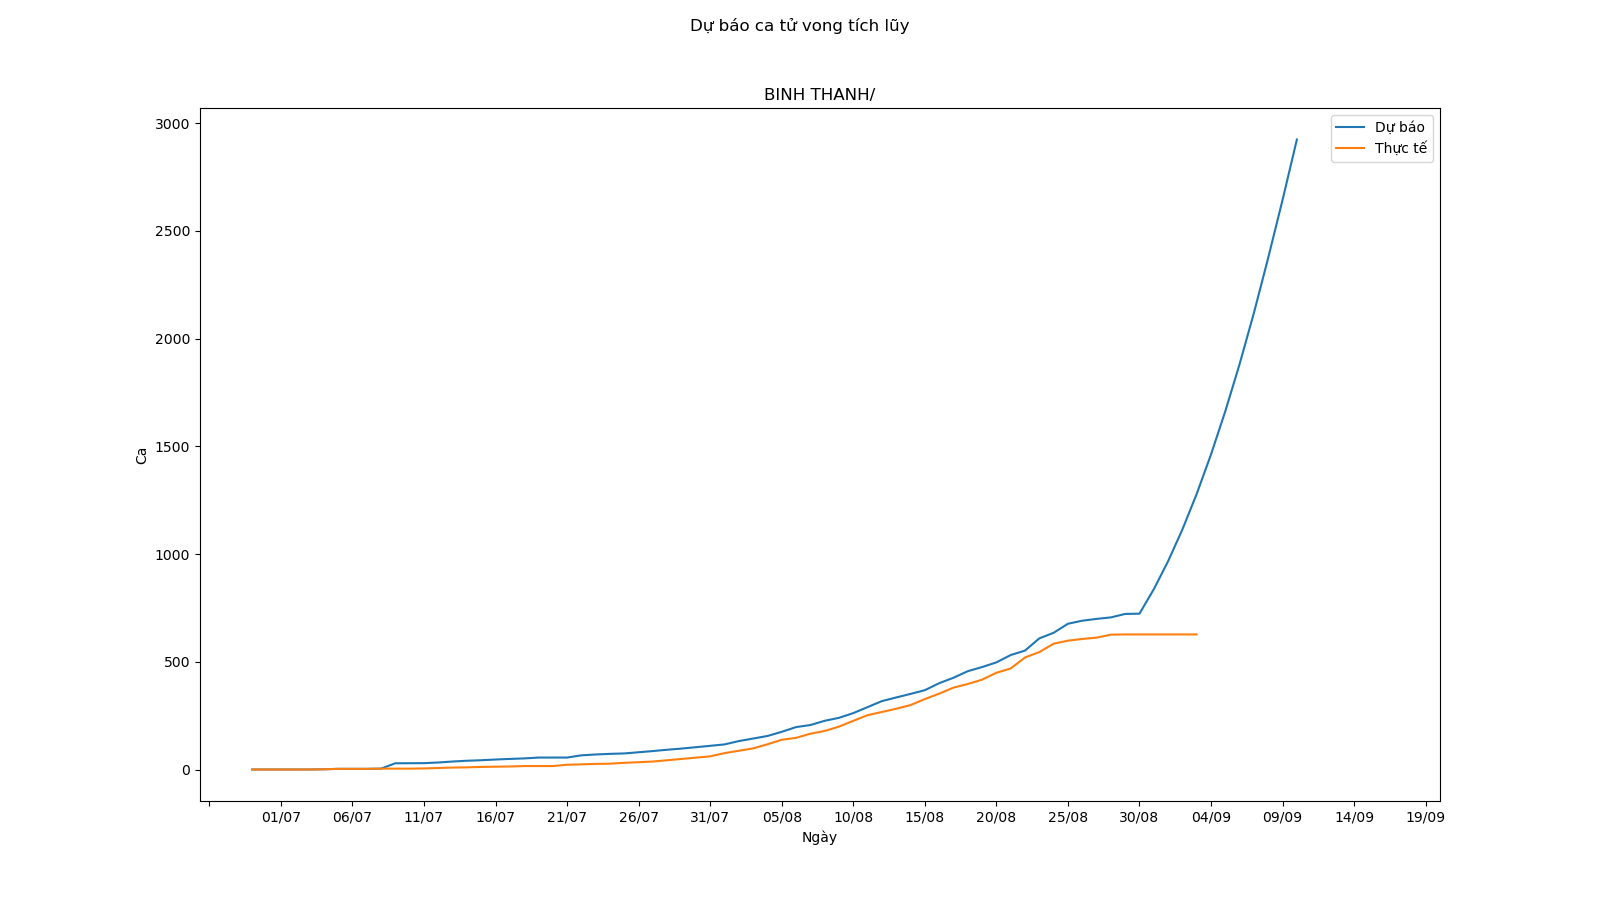 Dự báo ca tử vong tích lũy
BINH THANH/
3000
2500
2000
1500
1000
500
0
Ca
Dự báo
Thực tế
01/07 06/07 11/07 16/07 21/07 26/07 31/07 05/08 10/08 15/08 20/08 25/08 30/08 04/09 09/09 14/09 19/09
Ngày